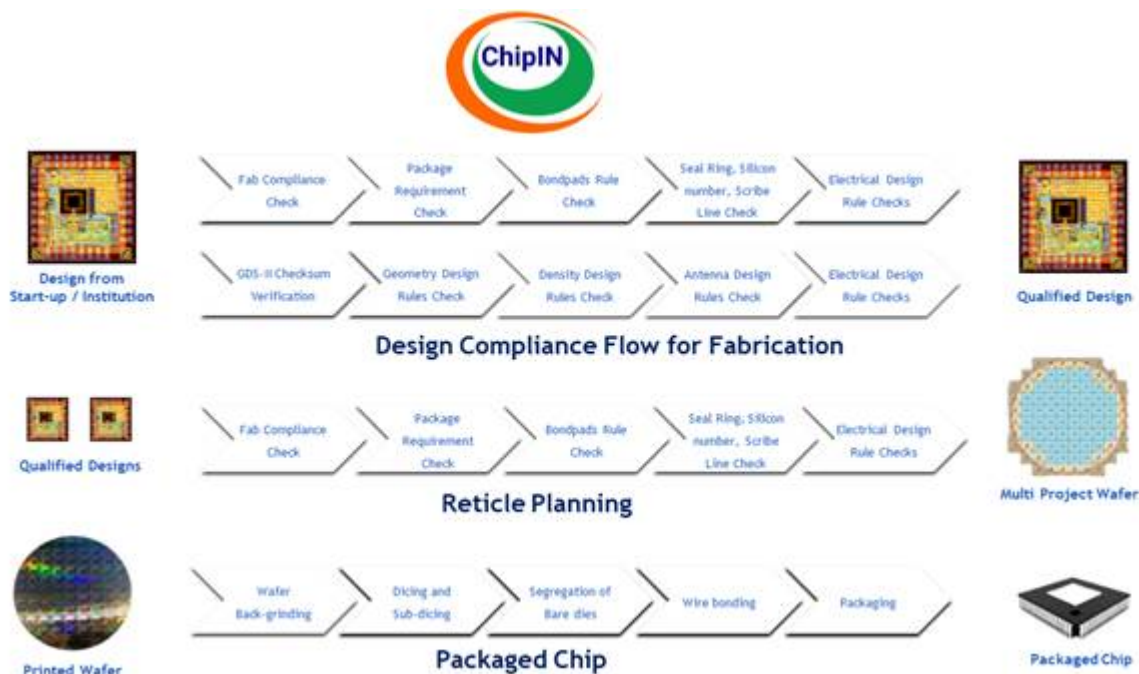 ChipIN
Fab Compliance
Check
Package
Requirement
Check
Bondpads Rule
Check
Seal Ring, Silicon
number, Scribe
Line Check
Electrical Design
Rule Checks
Design from
Start-up / Institution
GDS-II Checksum
Verification
Geometry Design
Rules Check
Density Design
Rules Check
Antenna Design
Rules Check
Electrical Design
Rule Checks
Qualified Design
Design Compliance Flow for Fabrication
Qualified Designs
Fab Compliance
Check
Package
Requirement
Check
Bondpads Rule
Check
Seal Ring, Silicon
number, Scribe
Line Check
Electrical Design
Rule Checks
Multi Project Wafer
Reticle Planning
Printed Wafer
Wafer
Back-grinding
Dicing and
Sub-dicing
Segregation of
Bare dies
Wire bonding
Packaging
Packaged Chip
Packaged Chip